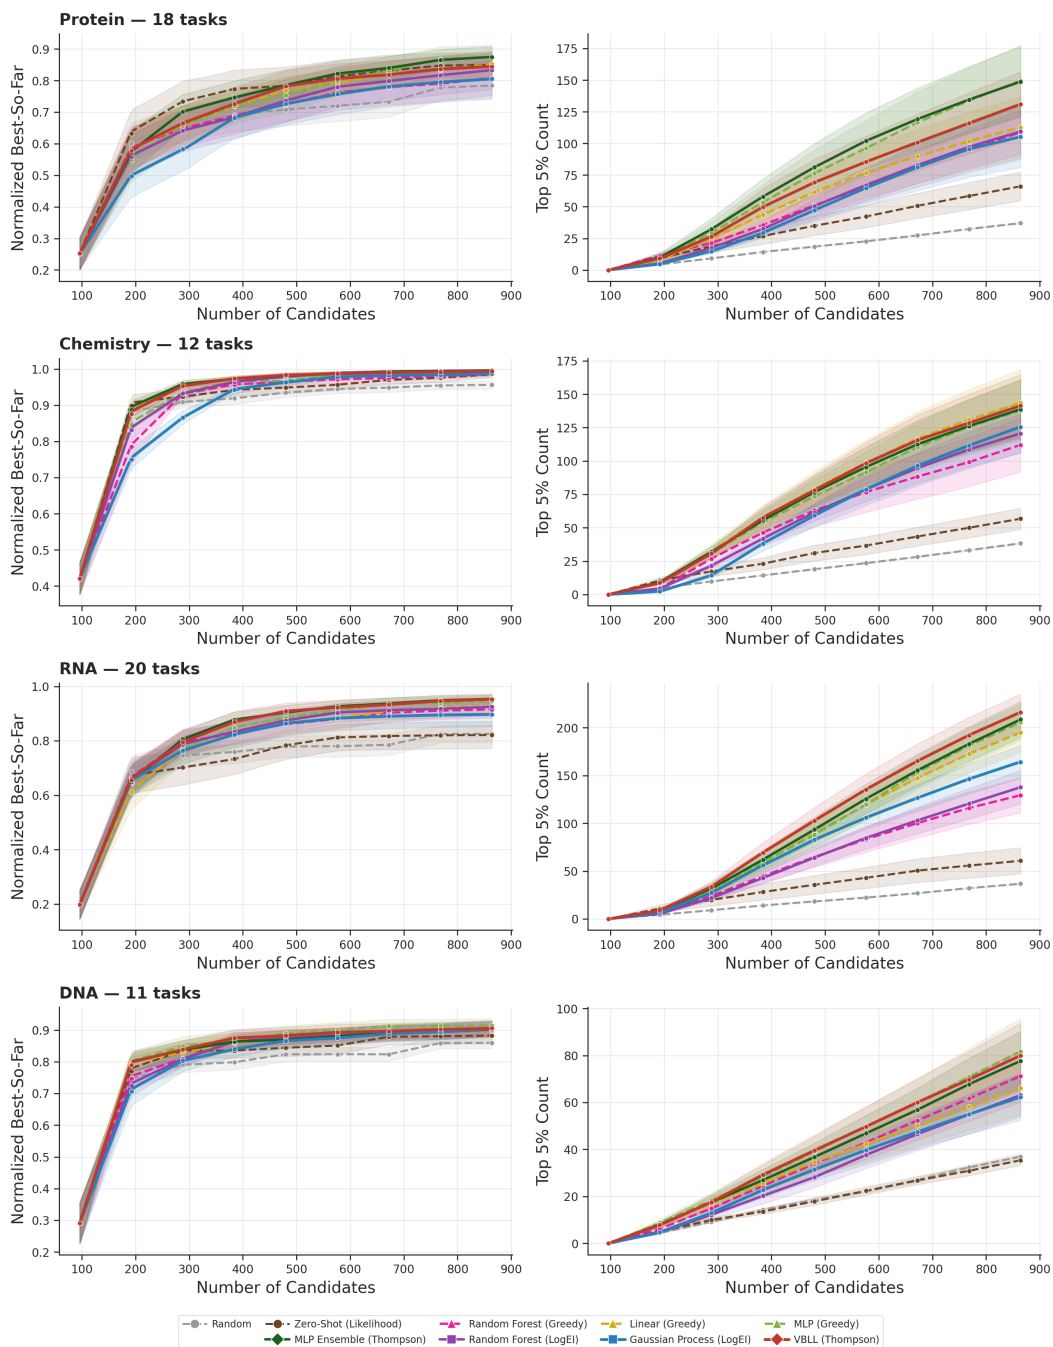 Protein — 18 tasks
Normalized Best-So-Far
0.9
0.8
0.7
0.6
0.5
0.4
0.3
0.2
100 200 300 400 500 600 700 800 900
Number of Candidates
Top 5% Count
175
150
125
100
75
50
25
0
100 200 300 400 500 600 700 800 900
Number of Candidates
Chemistry — 12 tasks
Normalized Best-So-Far
1.0
0.9
0.8
0.7
0.6
0.5
0.4
100 200 300 400 500 600 700 800 900
Number of Candidates
Top 5% Count
175
150
125
100
75
50
25
0
100 200 300 400 500 600 700 800 900
Number of Candidates
RNA — 20 tasks
Normalized Best-So-Far
1.0
0.8
0.6
0.4
0.2
100 200 300 400 500 600 700 800 900
Number of Candidates
Top 5% Count
200
150
100
50
0
100 200 300 400 500 600 700 800 900
Number of Candidates
DNA — 11 tasks
Normalized Best-So-Far
0.9
0.8
0.7
0.6
0.5
0.4
0.3
0.2
100 200 300 400 500 600 700 800 900
Number of Candidates
Top 5% Count
100
80
60
40
20
0
100 200 300 400 500 600 700 800 900
Number of Candidates
Random Zero-Shot (Likelihood) Random Forest (Greedy) Linear (Greedy) MLP (Greedy)
MLP Ensemble (Thompson) Random Forest (LogEI) Gaussian Process (LogEI) VBLL (Thompson)